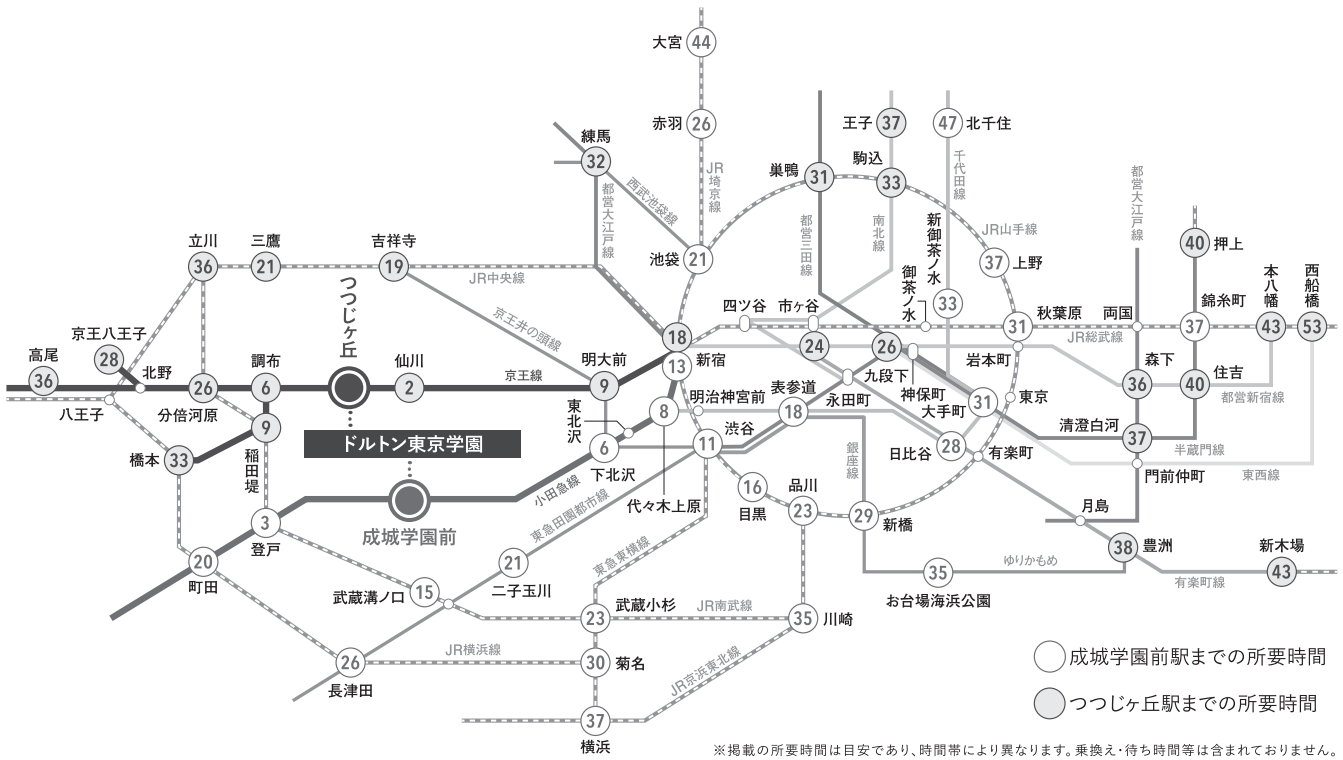 大宮
44
赤羽
26
JR埼京線
練馬
32
西武池袋線
都営大江戸線
池袋
21
巣鴨
31
王子
37
駒込
33
47
北千住
千代田線
都営三田線
南北線
新御茶ノ水
33
御茶ノ水
JR山手線
37
上野
都営大江戸線
40
押上
立川
36
三鷹
21
吉祥寺
19
JR中央線
京王井の頭線
つつじヶ丘
四ツ谷
市ヶ谷
31
秋葉原
両国
錦糸町
37
本八幡
43
西船橋
53
JR総武線
高尾
36
京王八王子
28
北野
八王子
26
分倍河原
調布
6
仙川
2
京王線
明大前
9
18
新宿
13
24
26
九段下
神保町
岩本町
森下
36
40
住吉
都営新宿線
ドルトン東京学園
橋本
33
9
稲田堤
東北沢
6
下北沢
8
代々木上原
明治神宮前
表参道
18
永田町
大手町
31
東京
清澄白河
37
半蔵門線
渋谷
11
日比谷
28
有楽町
門前仲町
東西線
小田急線
成城学園前
3
登戸
20
町田
東急田園都市線
21
二子玉川
武蔵溝ノ口
15
東急東横線
16
目黒
品川
23
銀座線
29
新橋
月島
38
豊洲
新木場
43
有楽町線
35
お台場海浜公園
ゆりかもめ
23
武蔵小杉
JR南武線
35
川崎
26
長津田
JR横浜線
30
菊名
JR京浜東北線
37
横浜
成城学園前駅までの所要時間
つつじヶ丘駅までの所要時間
※掲載の所要時間は目安であり、時間帯により異なります。乗換え・待ち時間等は含まれておりません。